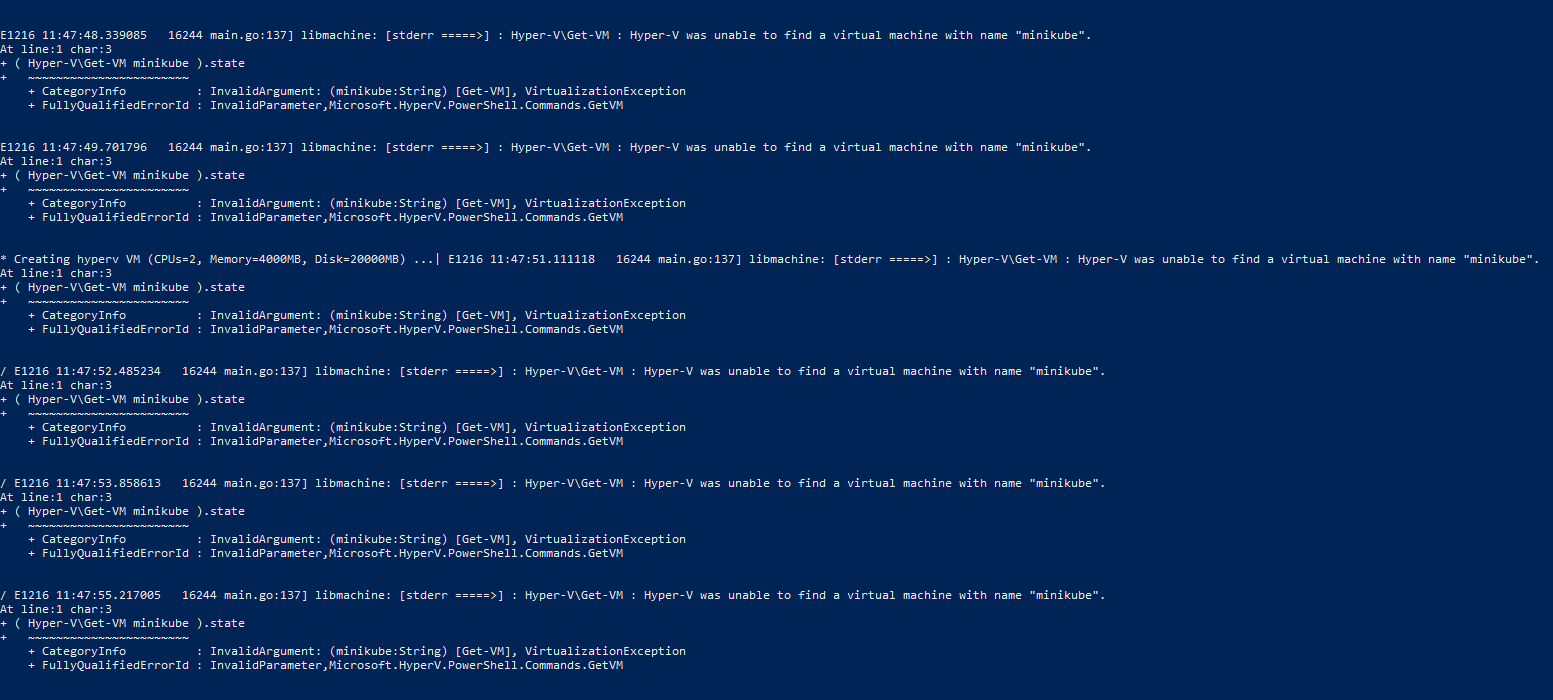 E1216 11:47:48.339085   16244 main.go:137] libmachine: [stderr =====>] : Hyper-V\Get-VM : Hyper-V was unable to find a virtual machine with name "minikube".
At line:1 char:3
+ ( Hyper-V\Get-VM minikube ).state
+   ~~~~~~~~~~~~~~~~~~~~~~~
    + CategoryInfo          : InvalidArgument: (minikube:String) [Get-VM], VirtualizationException
    + FullyQualifiedErrorId : InvalidParameter,Microsoft.HyperV.PowerShell.Commands.GetVM
E1216 11:47:49.701796   16244 main.go:137] libmachine: [stderr =====>] : Hyper-V\Get-VM : Hyper-V was unable to find a virtual machine with name "minikube".
At line:1 char:3
+ ( Hyper-V\Get-VM minikube ).state
+   ~~~~~~~~~~~~~~~~~~~~~~~
    + CategoryInfo          : InvalidArgument: (minikube:String) [Get-VM], VirtualizationException
    + FullyQualifiedErrorId : InvalidParameter,Microsoft.HyperV.PowerShell.Commands.GetVM
* Creating hyperv VM (CPUs=2, Memory=4000MB, Disk=20000MB) ...| E1216 11:47:51.111118   16244 main.go:137] libmachine: [stderr =====>] : Hyper-V\Get-VM : Hyper-V was unable to find a virtual machine with name "minikube".
At line:1 char:3
+ ( Hyper-V\Get-VM minikube ).state
+   ~~~~~~~~~~~~~~~~~~~~~~~
    + CategoryInfo          : InvalidArgument: (minikube:String) [Get-VM], VirtualizationException
    + FullyQualifiedErrorId : InvalidParameter,Microsoft.HyperV.PowerShell.Commands.GetVM
/ E1216 11:47:52.485234   16244 main.go:137] libmachine: [stderr =====>] : Hyper-V\Get-VM : Hyper-V was unable to find a virtual machine with name "minikube".
At line:1 char:3
+ ( Hyper-V\Get-VM minikube ).state
+   ~~~~~~~~~~~~~~~~~~~~~~~
    + CategoryInfo          : InvalidArgument: (minikube:String) [Get-VM], VirtualizationException
    + FullyQualifiedErrorId : InvalidParameter,Microsoft.HyperV.PowerShell.Commands.GetVM
/ E1216 11:47:53.858613   16244 main.go:137] libmachine: [stderr =====>] : Hyper-V\Get-VM : Hyper-V was unable to find a virtual machine with name "minikube".
At line:1 char:3
+ ( Hyper-V\Get-VM minikube ).state
+   ~~~~~~~~~~~~~~~~~~~~~~~
    + CategoryInfo          : InvalidArgument: (minikube:String) [Get-VM], VirtualizationException
    + FullyQualifiedErrorId : InvalidParameter,Microsoft.HyperV.PowerShell.Commands.GetVM
/ E1216 11:47:55.217005   16244 main.go:137] libmachine: [stderr =====>] : Hyper-V\Get-VM : Hyper-V was unable to find a virtual machine with name "minikube".
At line:1 char:3
+ ( Hyper-V\Get-VM minikube ).state
+   ~~~~~~~~~~~~~~~~~~~~~~~
    + CategoryInfo          : InvalidArgument: (minikube:String) [Get-VM], VirtualizationException
    + FullyQualifiedErrorId : InvalidParameter,Microsoft.HyperV.PowerShell.Commands.GetVM